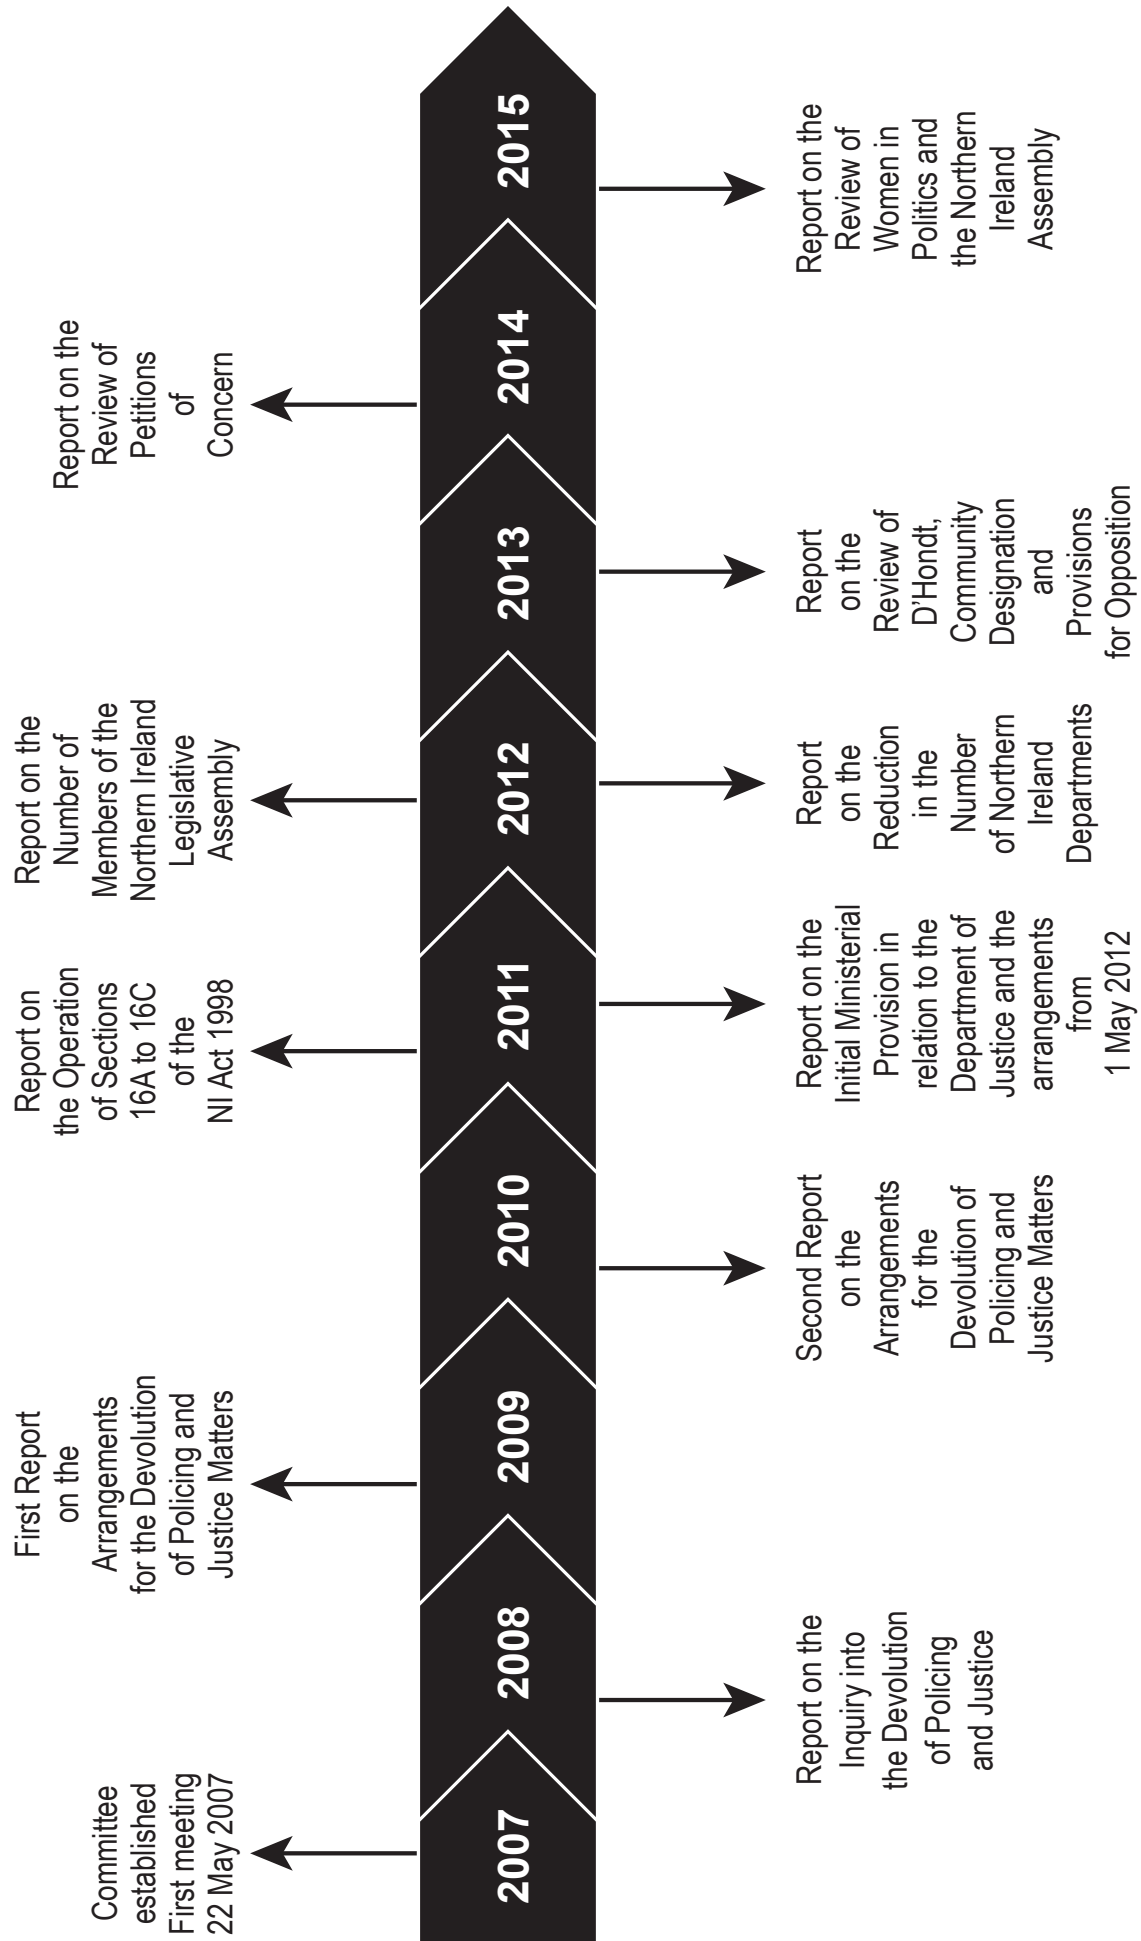 Committee
established
First meeting
22 May 2007
First Report
on the
Arrangements
for the Devolution
of Policing and
Justice Matters
Report on
the Operation
of Sections
16A to 16C
of the
NI Act 1998
Report on the
Number of
Members of the
Northern Ireland
Legislative
Assembly
Report on the
Review of
Petitions
of
Concern
2007
2008
2009
2010
2011
2012
2013
2014
2015
Report on the
Inquiry into
the Devolution
of Policing
and Justice
Second Report
on the
Arrangements
for the
Devolution of
Policing and
Justice Matters
Report on the
Initial Ministerial
Provision in
relation to the
Department of
Justice and the
arrangements
from
1 May 2012
Report
on the
Reduction
in the
Number
of Northern
Ireland
Departments
Report
on the
Review of
D'Hondt,
Community
Designation
and
Provisions
for Opposition
Report on the
Review of
Women in
Politics and
the Northern
Ireland
Assembly